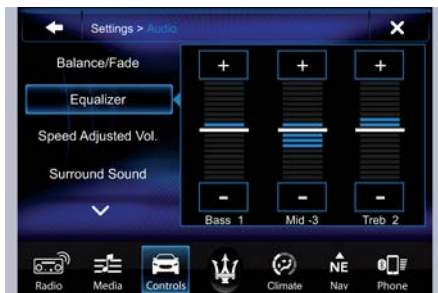 Settings > Audio
Balance/Fade
Equalizer
Speed Adjusted Vol.
Surround Sound
+ + +
- - -
Bass 1 Mid -3 Treb 2
Radio Media Controls Climate NE Nav Phone